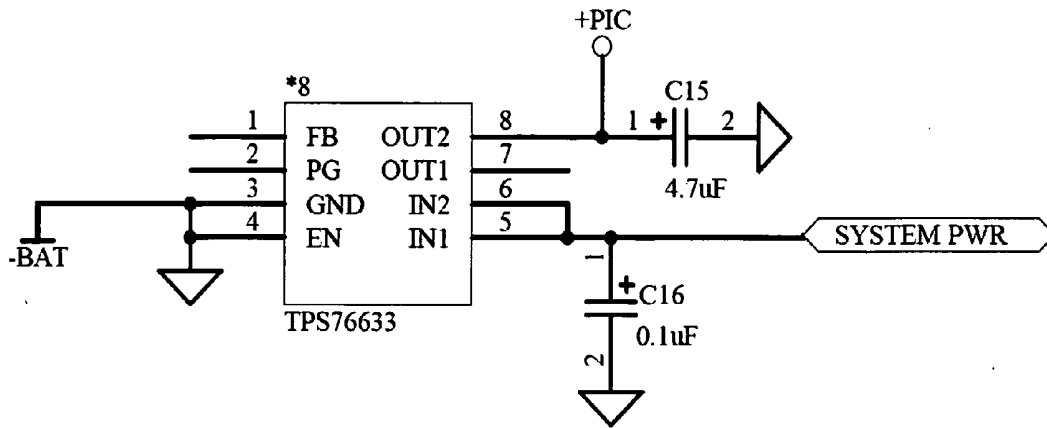 +PIC
*8
C15
1 FB OUT2 8 1 + 2
2 PG OUT1 7
4.7uF
3 GND IN2 6
4 EN IN1 5
SYSTEM PWR
-BAT
1
+ C16
TPS76633
0.1uF
2